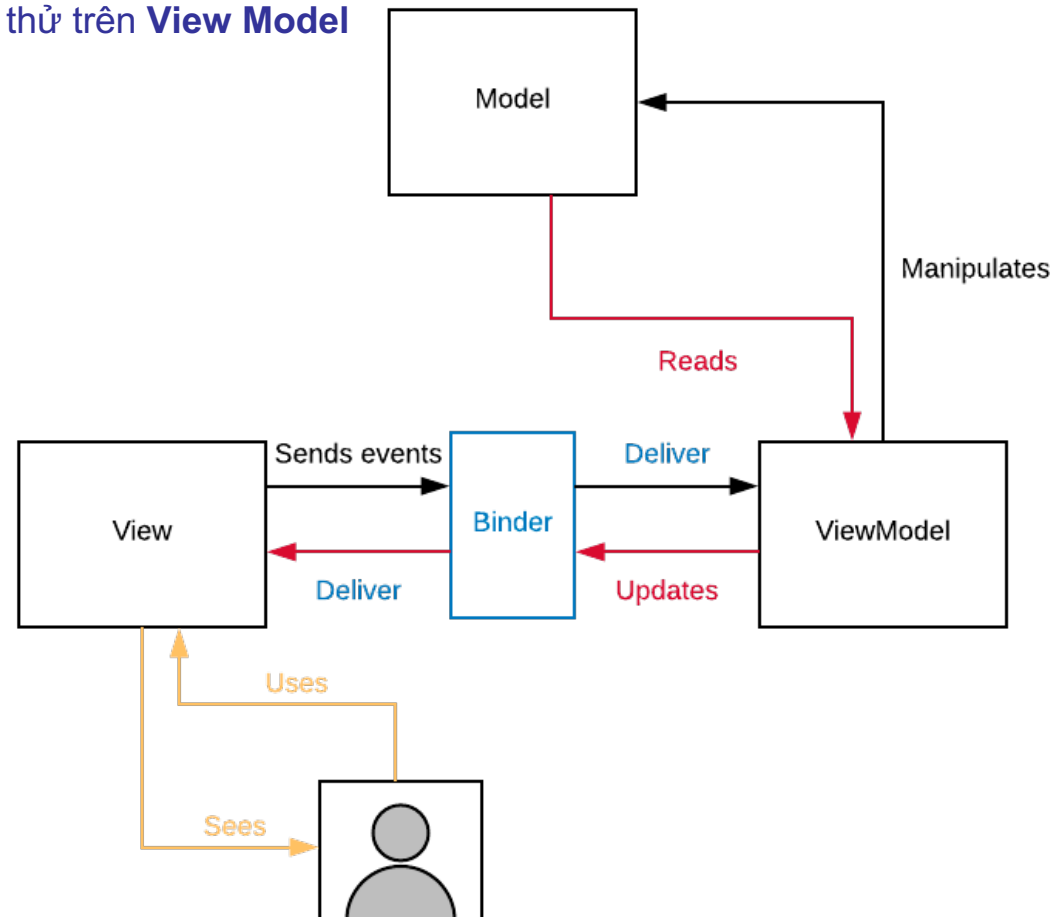 thử trên View Model
Model
Manipulates
Reads
Sends events
Deliver
View
Binder
ViewModel
Deliver
Updates
Uses
Sees